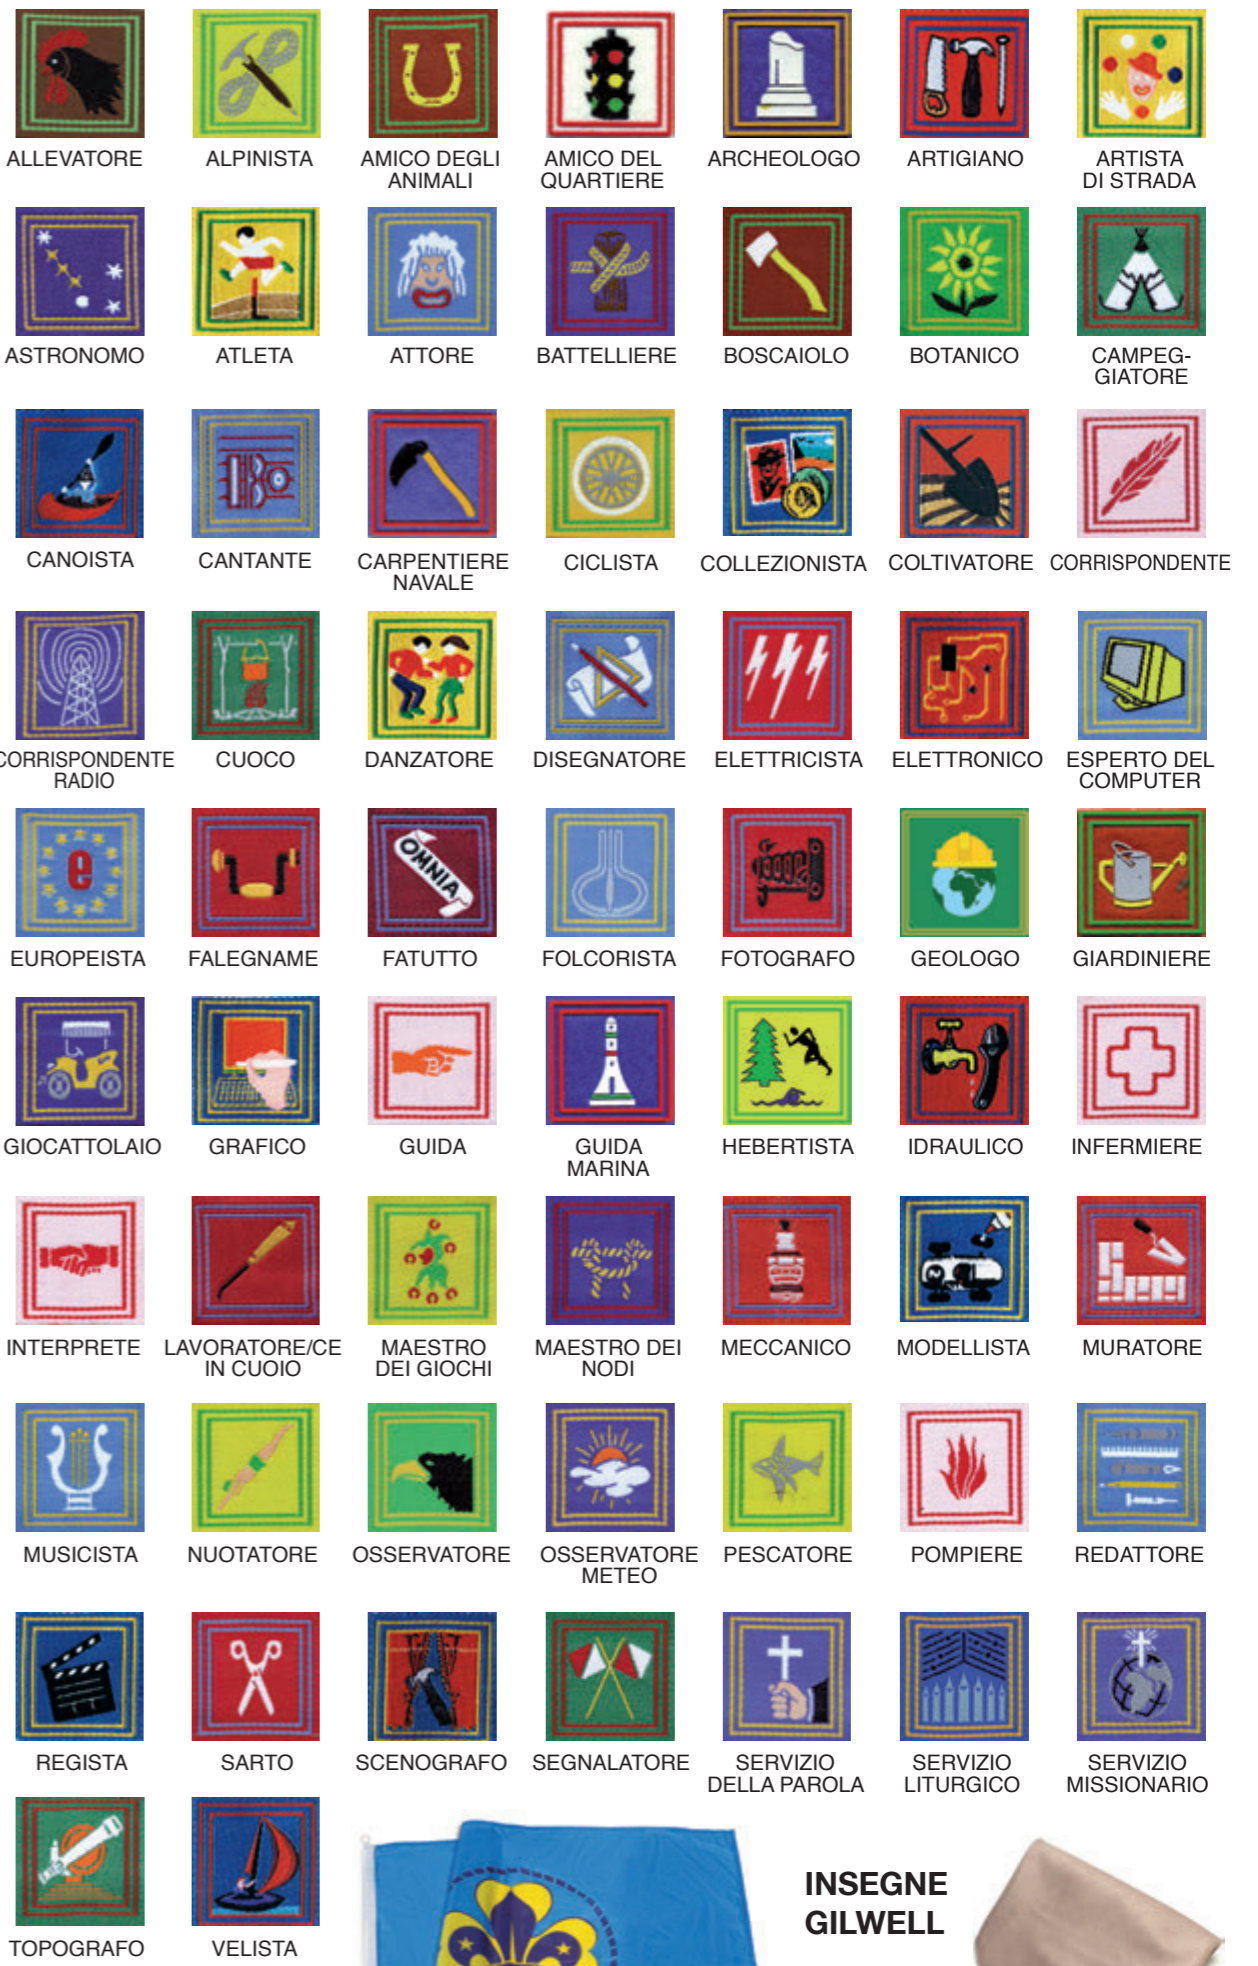 ALLEVATORE
ALPINISTA
AMICO DEGLI
ANIMALI
AMICO DEL
QUARTIERE
ARCHEOLOGO
ARTIGIANO
ARTISTA
DI STRADA
ASTRONOMO
ATLETA
ATTORE
BATTELLIERE
BOSCAIOLO
BOTANICO
CAMPEG-
GIATORE
CANOISTA
CANTANTE
CARPENTIERE
NAVALE
CICLISTA
COLLEZIONISTA
COLTIVATORE
CORRISPONDENTE
CORRISPONDENTE
RADIO
CUOCO
DANZATORE
DISEGNATORE
ELETTRICISTA
ELETTRONICO
ESPERTO DEL
COMPUTER
e
OMNIA
EUROPEISTA
FALEGNAME
FATUTTO
FOLCORISTA
FOTOGRAFO
GEOLOGO
GIARDINIERE
GIOCATTOLAIO
GRAFICO
GUIDA
GUIDA
MARINA
HEBERTISTA
IDRAULICO
INFERMIERE
2
INTERPRETE
LAVORATORE/CE
IN CUOIO
MAESTRO
DEI GIOCHI
MAESTRO DEI
NODI
MECCANICO
MODELLISTA
MURATORE
MUSICISTA
NUOTATORE
OSSERVATORE
OSSERVATORE
METEO
PESCATORE
POMPIERE
REDATTORE
REGISTA
SARTO
SCENOGRAFO
SEGNALATORE
SERVIZIO
DELLA PAROLA
SERVIZIO
LITURGICO
SERVIZIO
MISSIONARIO
TOPOGRAFO
VELISTA
INSEGNE
GILWELL